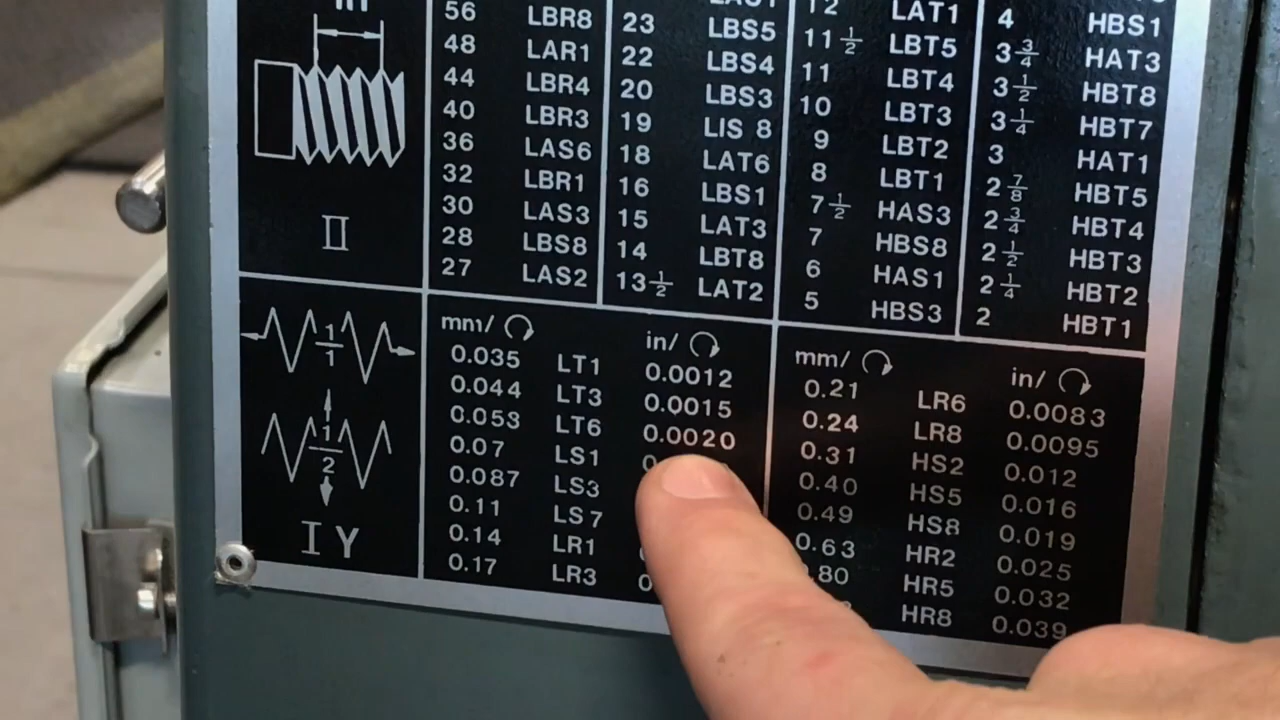 56 LBR8
48 LAR1
44 LBR4
40 LBR3
36 LAS6
32 LBR1
30 LAS3
28 LBS8
27 LAS2
23 LBS5
22 LBS4
20 LBS3
19 LIS 8
18 LAT6
16 LBS1
15 LAT3
14 LBT8
13 1/2 LAT2
12 LAT1
11 1/2 LBT5
11 LBT4
10 LBT3
9 LBT2
8 LBT1
7 1/2 HAS3
7 HBS8
6 HAS1
5 HBS3
4 HBS1
3 3/4 HAT3
3 1/2 HBT8
3 1/4 HBT7
3 HAT1
2 7/8 HBT5
2 3/4 HBT4
2 1/2 HBT3
2 1/4 HBT2
2 HBT1
II
1/1
1/2
I Y
mm/ in/
0.035 LT1 0.0012
0.044 LT3 0.0015
0.053 LT6 0.0020
0.07 LS1
0.087 LS3
0.11 LS7
0.14 LR1
0.17 LR3
mm/ in/
0.21 LR6 0.0083
0.24 LR8 0.0095
0.31 HS2 0.012
0.40 HS5 0.016
0.49 HS8 0.019
0.63 HR2 0.025
.80 HR5 0.032
HR8 0.039